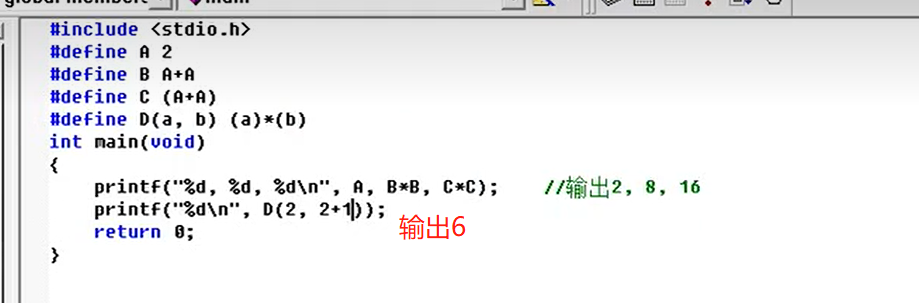 #include <stdio.h>
#define A 2
#define B A+A
#define C (A+A)
#define D(a, b) (a)*(b)
int main(void)
{
    printf("%d, %d, %d\n", A, B*B, C*C);    //输出2, 8, 16
    printf("%d\n", D(2, 2+1));
输出6
    return 0;
}